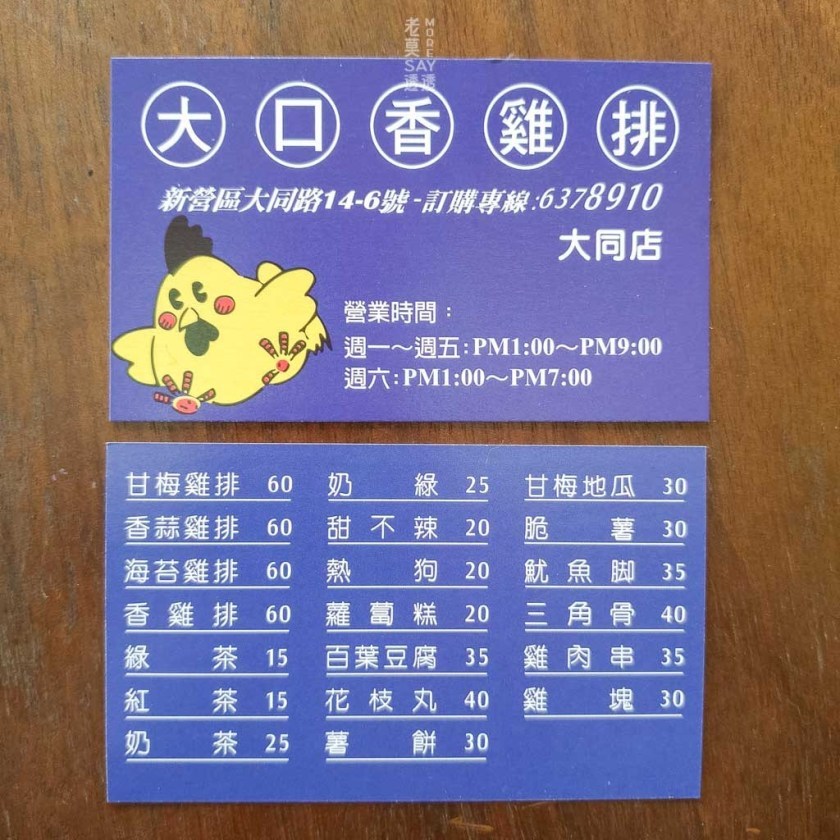 老莫 MORE
SAY
透透
大口香雞排
新營區大同路14-6號-訂購專線:6378910
大同店
營業時間：
週一～週五:PM1:00～PM9:00
週六:PM1:00～PM7:00
甘梅雞排 60
香蒜雞排 60
海苔雞排 60
香雞排 60
綠茶 15
紅茶 15
奶茶 25
奶綠 25
甜不辣 20
熱狗 20
蘿蔔糕 20
百葉豆腐 35
花枝丸 40
薯餅 30
甘梅地瓜 30
脆薯 30
魷魚脚 35
三角骨 40
雞肉串 35
雞塊 30